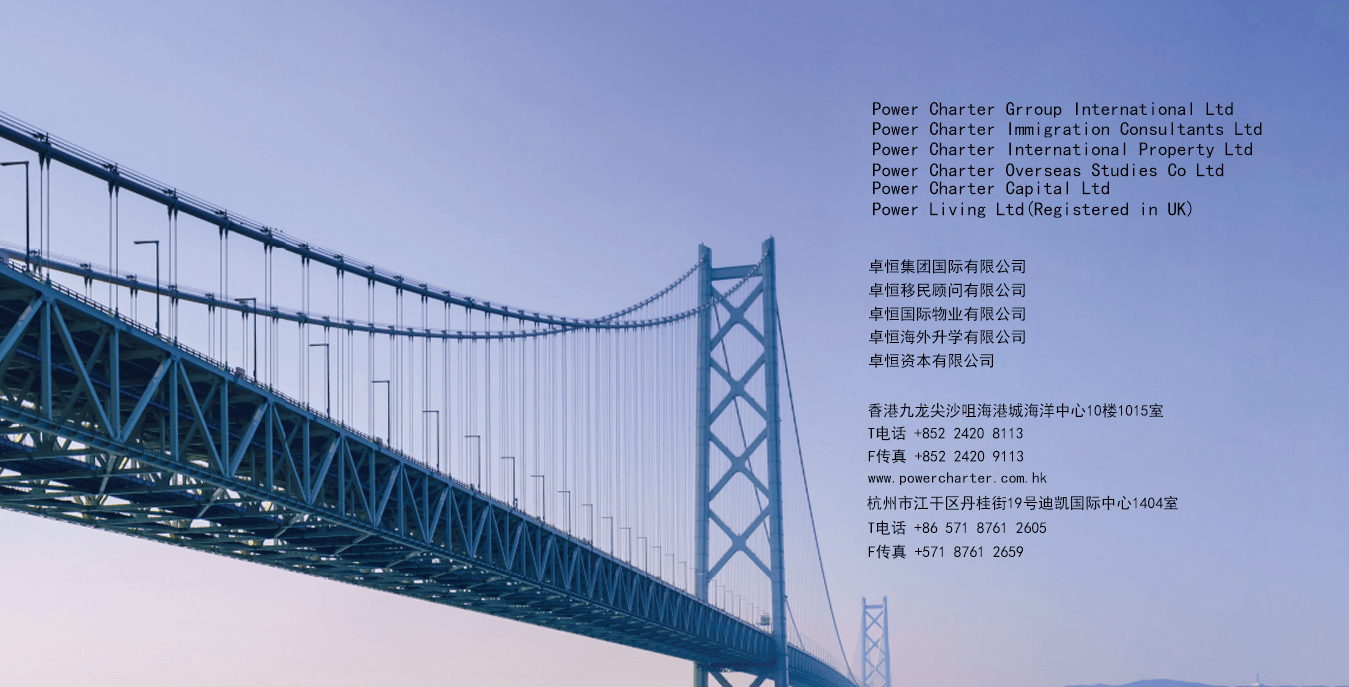 Power Charter Grroup International Ltd
Power Charter Immigration Consultants Ltd
Power Charter International Property Ltd
Power Charter Overseas Studies Co Ltd
Power Charter Capital Ltd
Power Living Ltd(Registered in UK)
卓恒集团国际有限公司
卓恒移民顾问有限公司
卓恒国际物业有限公司
卓恒海外升学有限公司
卓恒资本有限公司
香港九龙尖沙咀海港城海洋中心10楼1015室
T电话 +852 2420 8113
F传真 +852 2420 9113
www.powercharter.com.hk
杭州市江干区丹桂街19号迪凯国际中心1404室
T电话 +86 571 8761 2605
F传真 +571 8761 2659